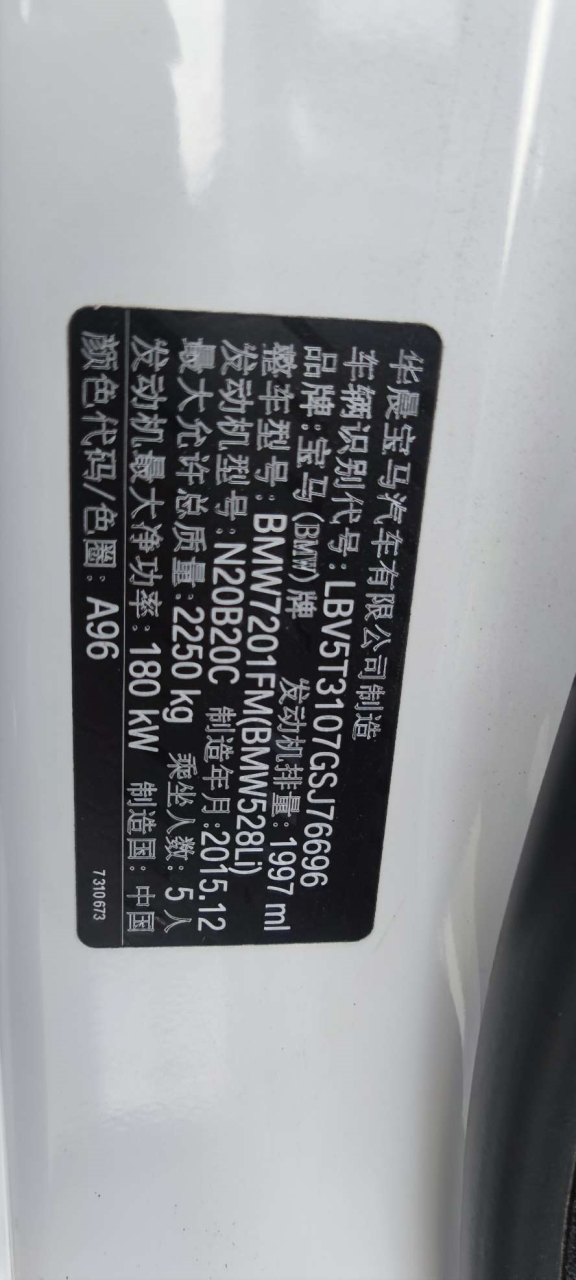 华晨宝马汽车有限公司制造
车辆识别代号:LBV5T3107GSJ76696
品牌:宝马(BMW)牌 发动机排量:1997 ml
整车型号:BMW7201FM(BMW528Li)
发动机型号:N20B20C 制造年月:2015.12
最大允许总质量:2250 kg 乘坐人数:5 人
发动机最大净功率:180 kW 制造国:中国
颜色代码/色圈:A96 7310673